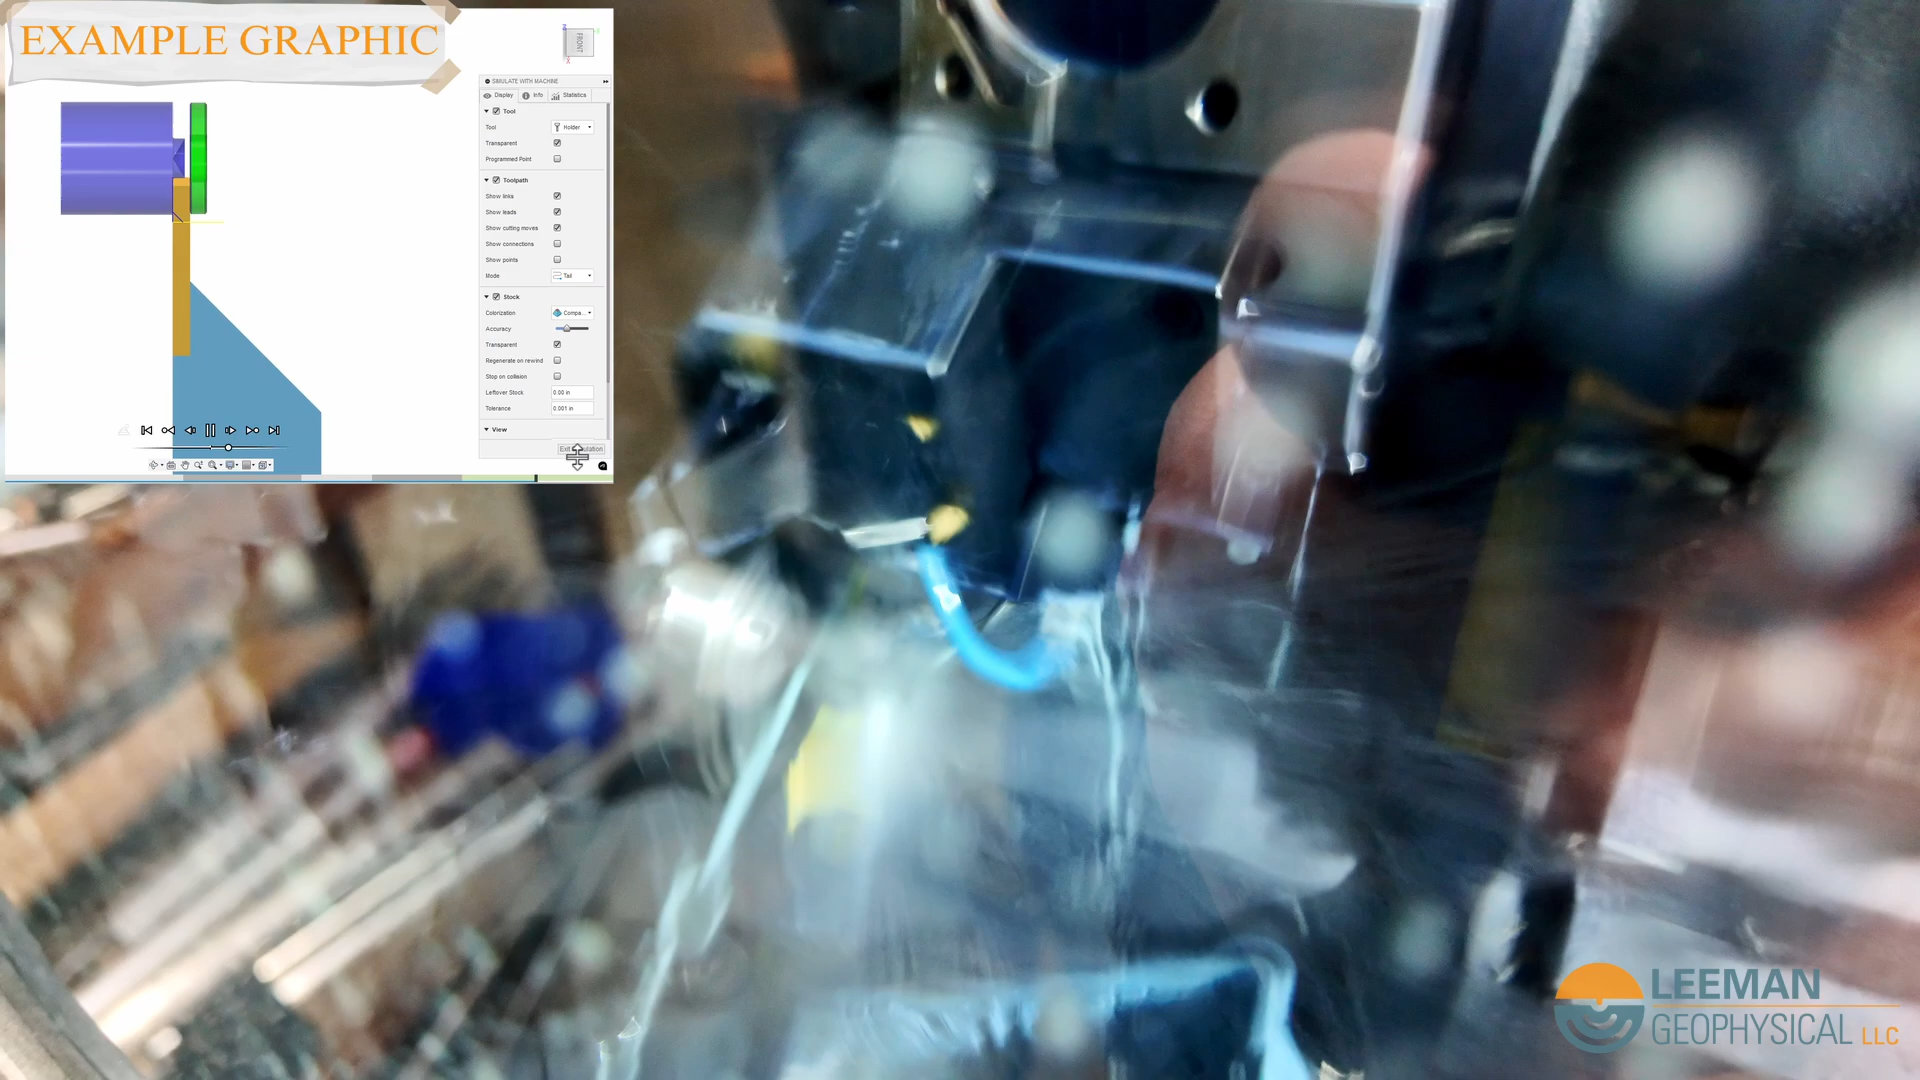 EXAMPLE GRAPHIC
FRONT
SIMULATE WITH MACHINE
Display Info Statistics
Tool
Tool Holder
Transparent
Programmed Point
Toolpath
Show links
Show leads
Show cutting moves
Show connections
Show points
Mode Tail
Stock
Colorization Compa...
Accuracy
Transparent
Regenerate on rewind
Stop on collision
Leftover Stock 0.00 in
Tolerance 0.001 in
View
LEEMAN
GEOPHYSICAL LLC